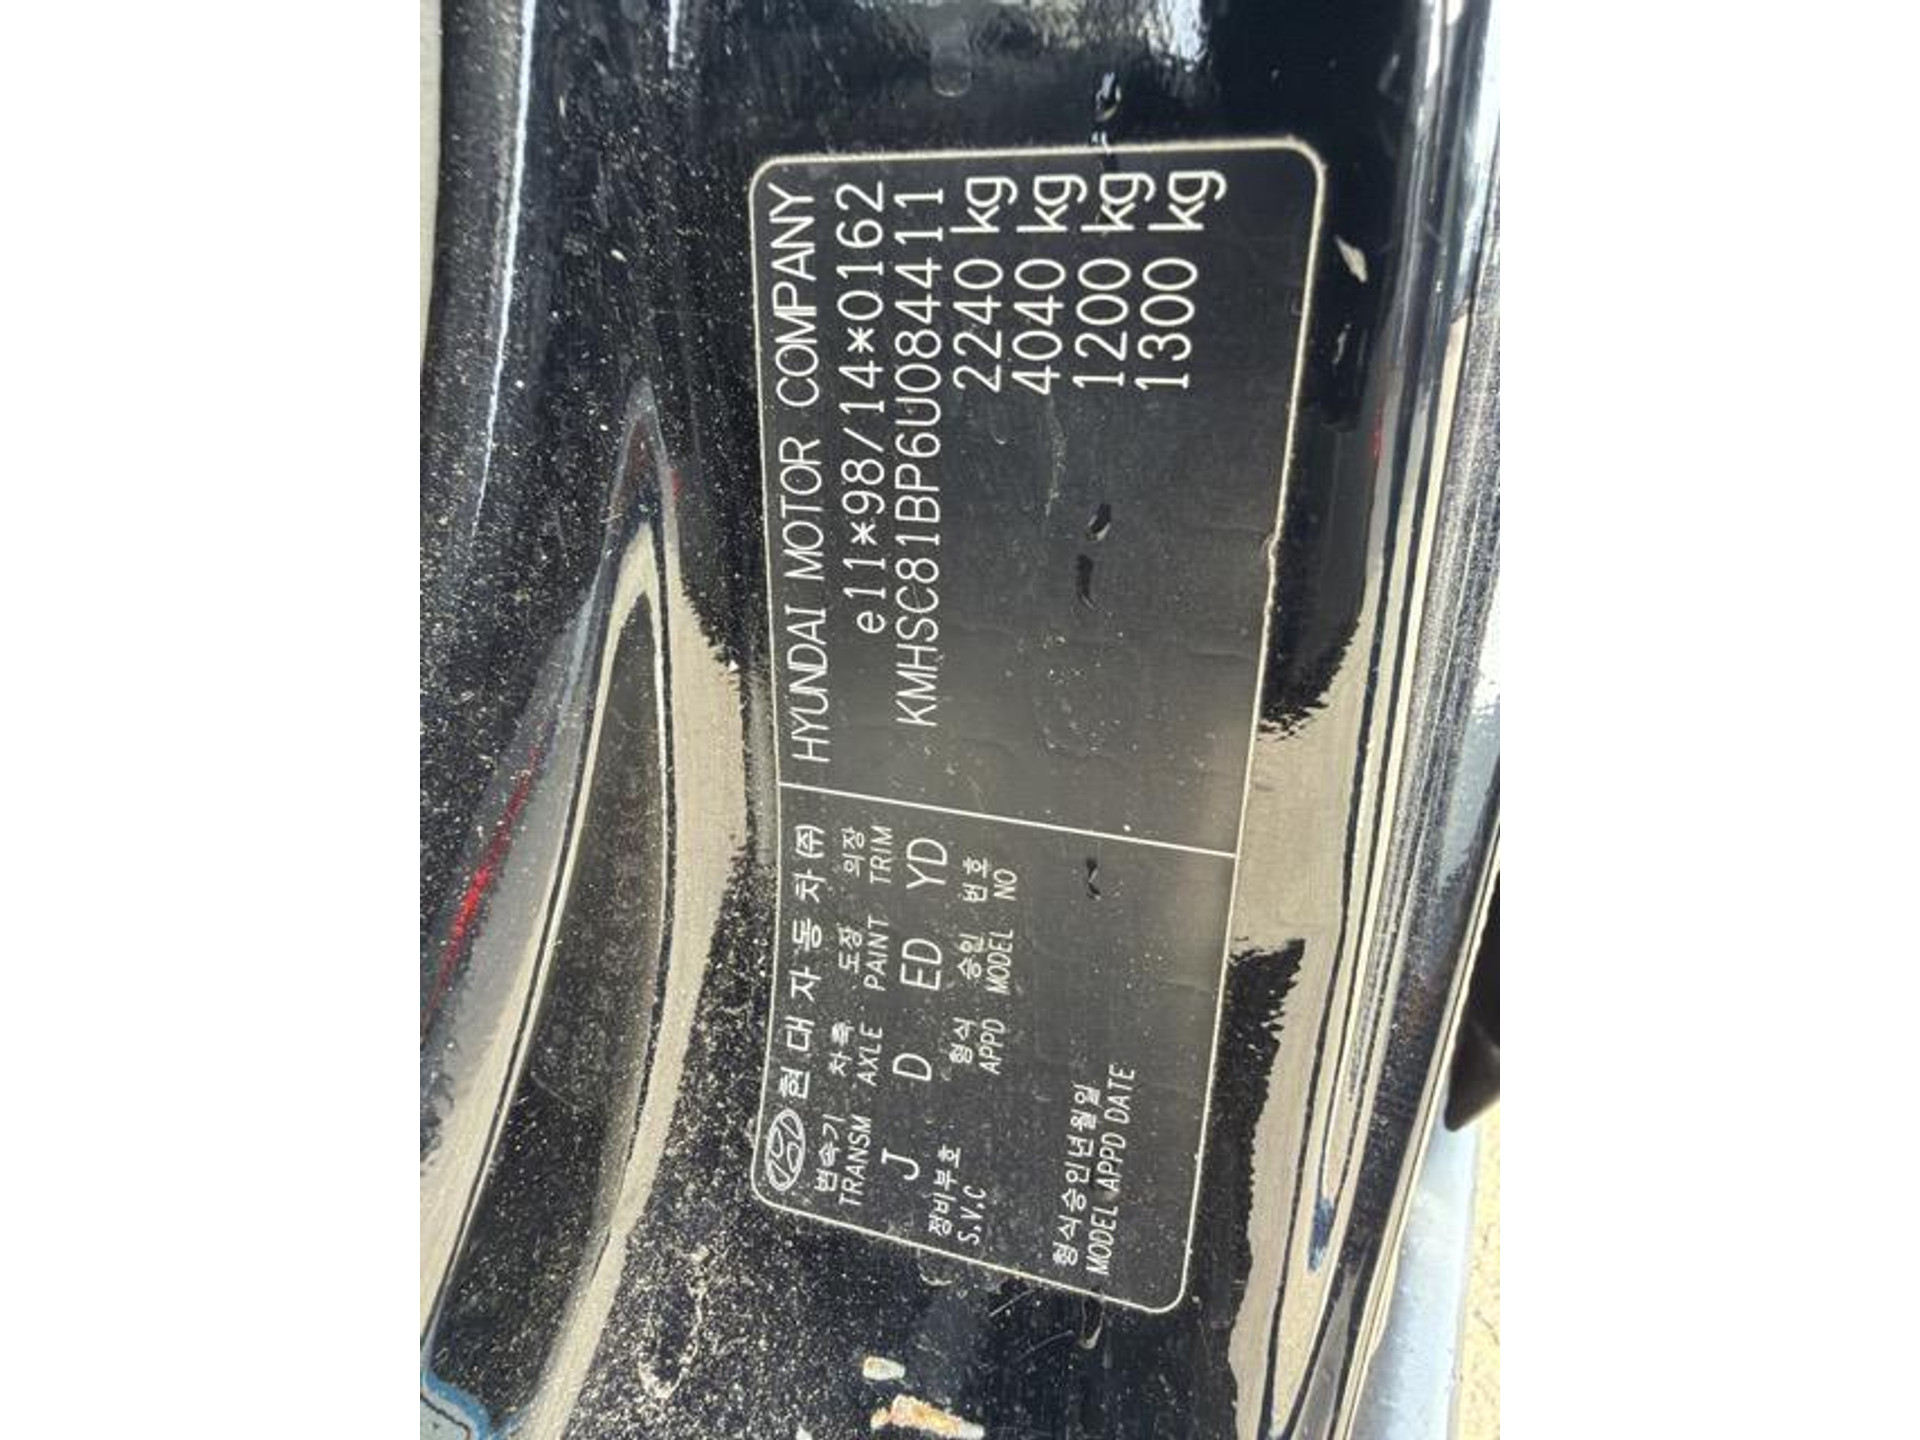 현대자동차(주) HYUNDAI MOTOR COMPANY
변속기 차축 도장 의장 e11*98/14*0162
TRANSM AXLE PAINT TRIM KMHSC81BP6U084411
J D ED YD 2240 kg
정비부호 형식 승인 번호 4040 kg
S,V,C APPD MODEL NO 1200 kg
1300 kg
형식승인년월일
MODEL APPD DATE